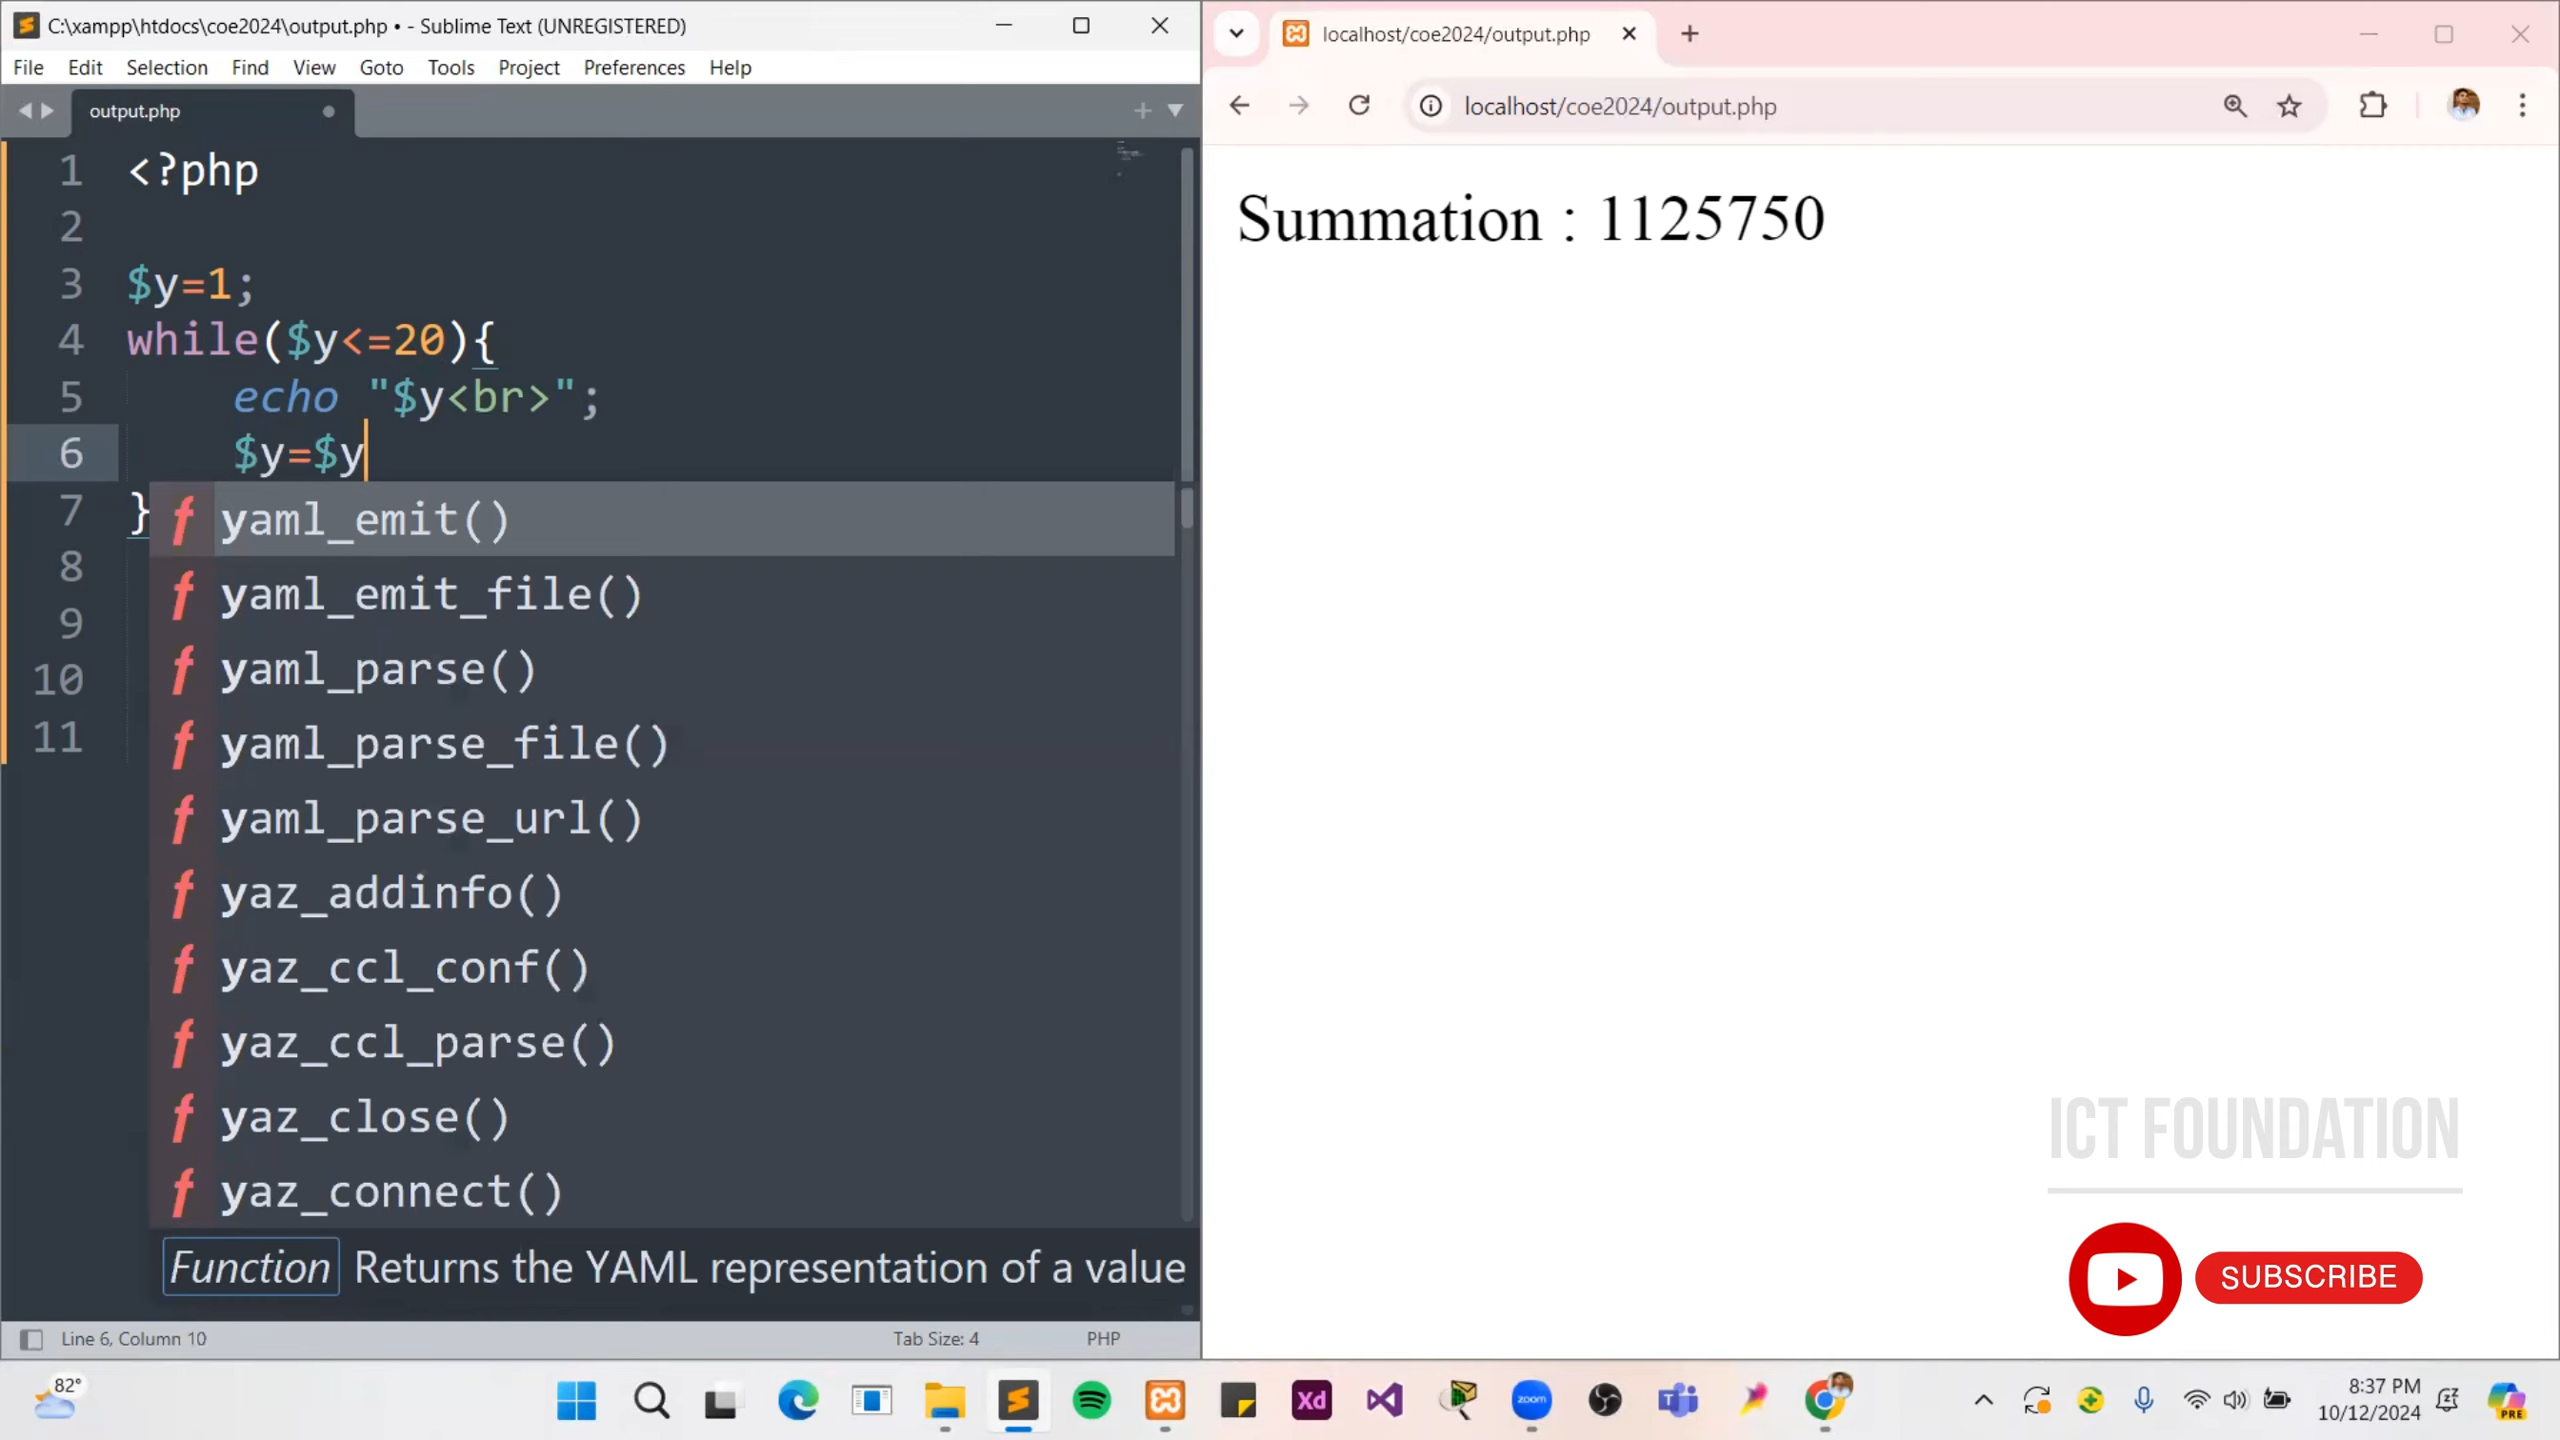 C:\xampp\htdocs\coe2024\output.php • - Sublime Text (UNREGISTERED)
File Edit Selection Find View Goto Tools Project Preferences Help
output.php
1 <?php
2
3 $y=1;
4 while($y<=20){
5 echo "$y<br>";
6 $y=$y
7 }
8
9
10
11
f yaml_emit()
f yaml_emit_file()
f yaml_parse()
f yaml_parse_file()
f yaml_parse_url()
f yaz_addinfo()
f yaz_ccl_conf()
f yaz_ccl_parse()
f yaz_close()
f yaz_connect()
Function Returns the YAML representation of a value
Line 6, Column 10 Tab Size: 4 PHP
localhost/coe2024/output.php
localhost/coe2024/output.php
Summation : 1125750
ICT FOUNDATION
SUBSCRIBE
82°
Xd
zoom
8:37 PM
10/12/2024
PRE